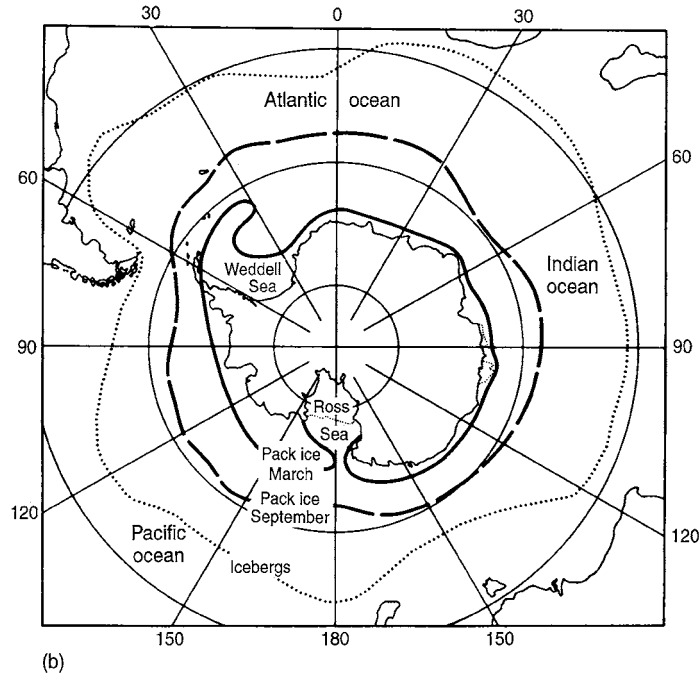 30
0
30
Atlantic ocean
60
60
Weddell
Sea
Indian
ocean
90
90
Ross
Sea
Pack ice
March
Pack ice
September
120
Pacific
ocean
Icebergs
120
150
180
150
(b)